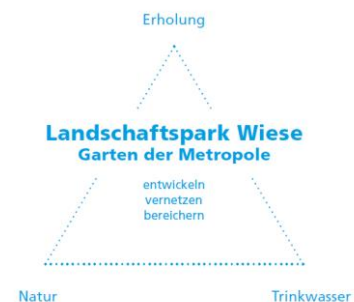 Erholung
Landschaftspark Wiese
Garten der Metropole
entwickeln
vernetzen
bereichern
Natur
Trinkwasser